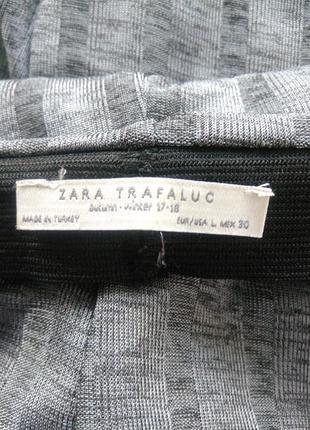 ZARA TRAFALUC
autumn - winter 17-18
MADE IN TURKEY EUR/USA L MEX 30